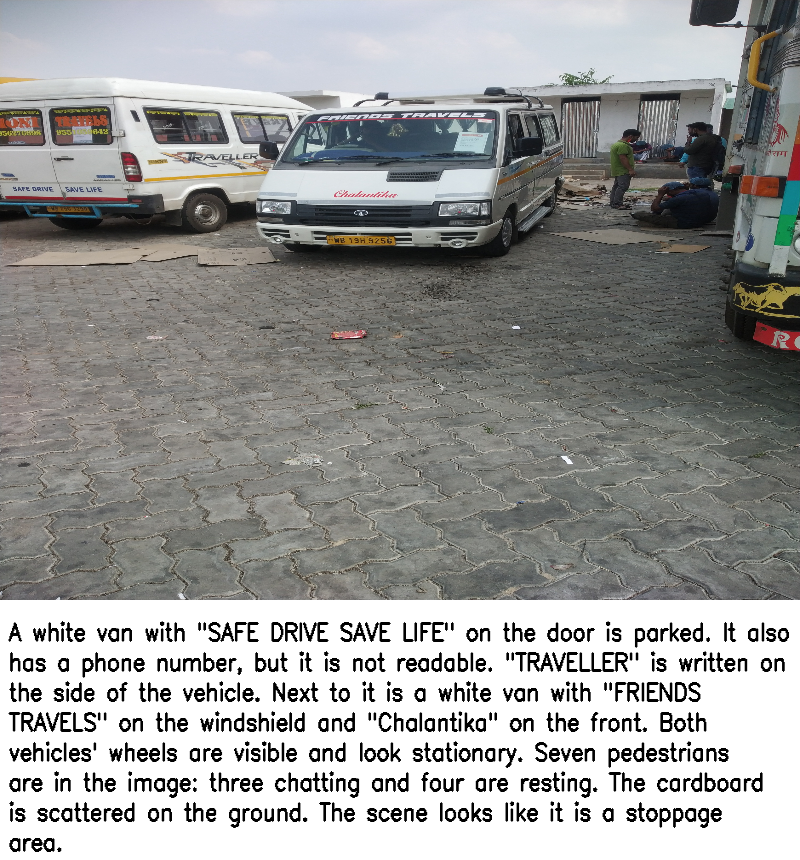 FRIENDS TRAVELS
TRAVELS
TRAVELLER
SAFE DRIVE SAVE LIFE
Chalantika
WB 19H 8256
A white van with "SAFE DRIVE SAVE LIFE" on the door is parked. It also
has a phone number, but it is not readable. "TRAVELLER" is written on
the side of the vehicle. Next to it is a white van with "FRIENDS
TRAVELS" on the windshield and "Chalantika" on the front. Both
vehicles' wheels are visible and look stationary. Seven pedestrians
are in the image: three chatting and four are resting. The cardboard
is scattered on the ground. The scene looks like it is a stoppage
area.